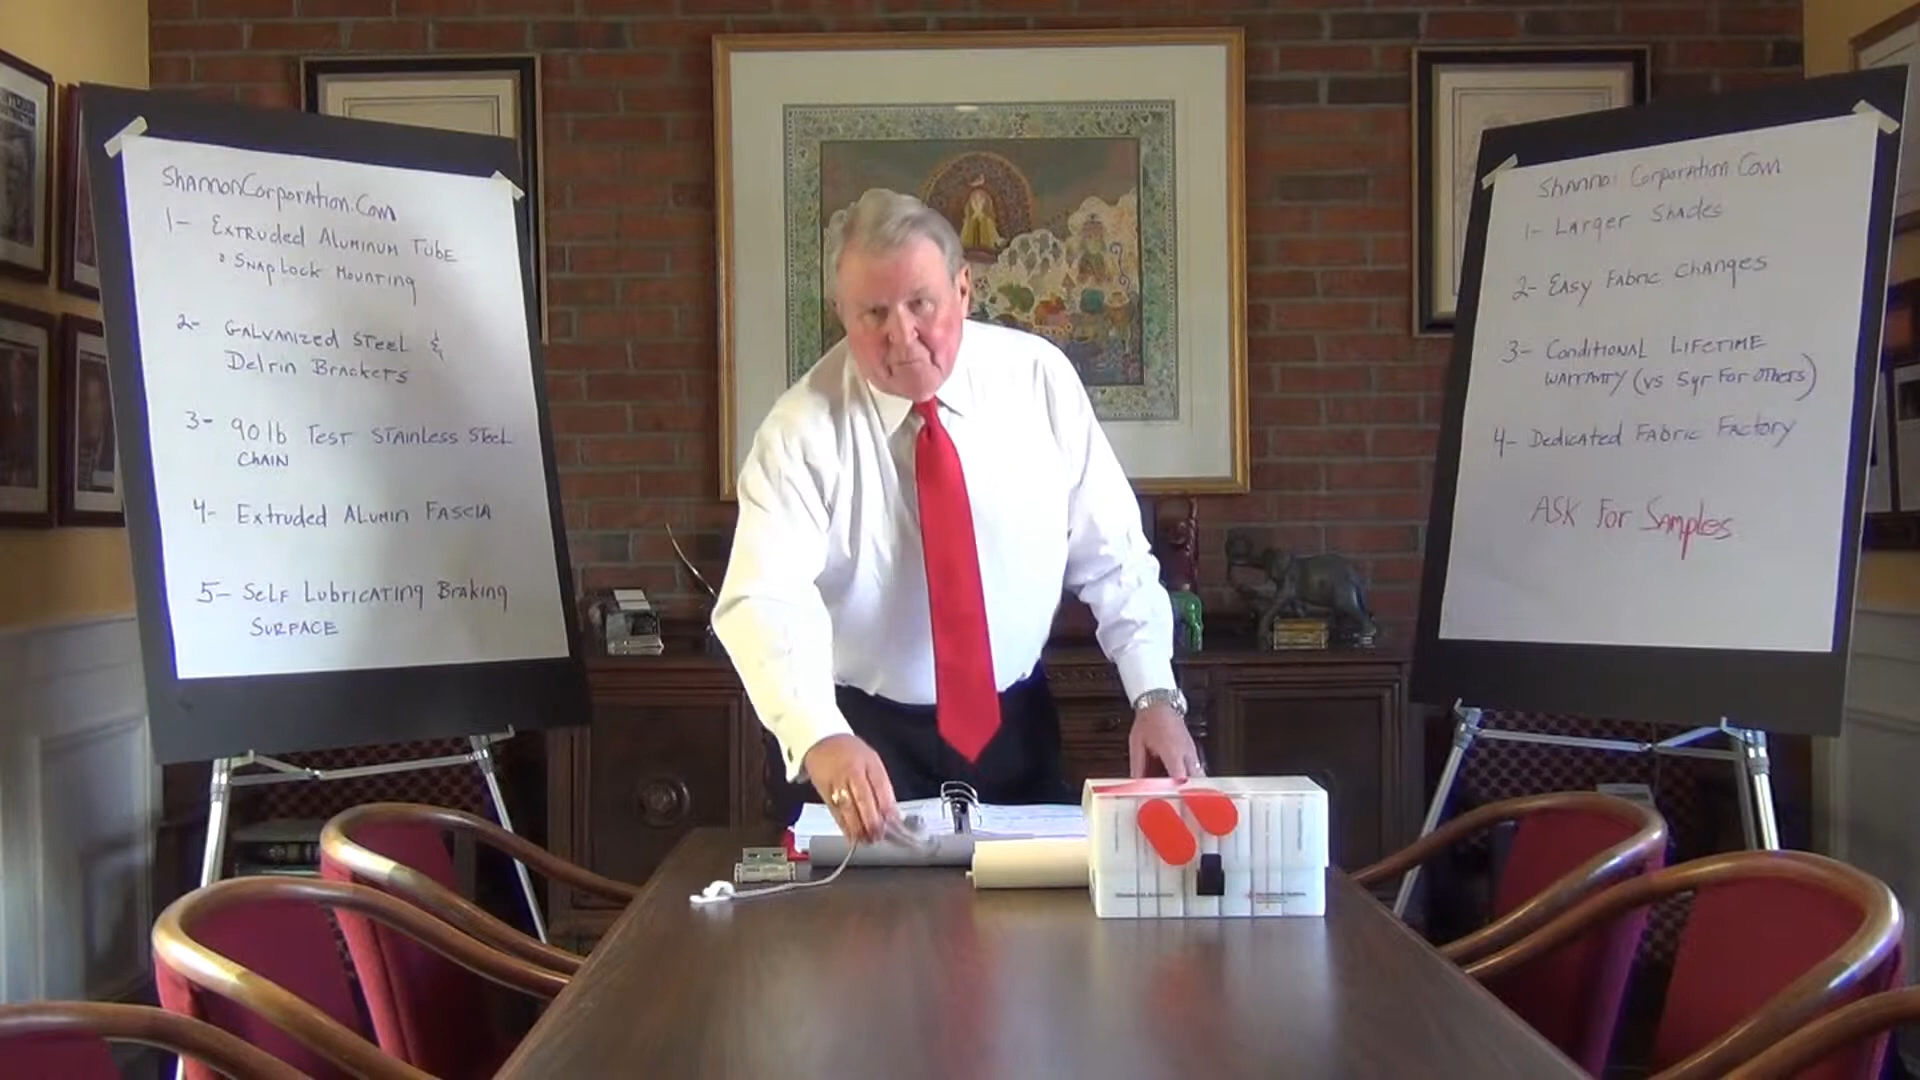 ShannonCorporation.Com
1- Extruded Aluminum Tube
• Snap Lock Mounting
2- Galvanized Steel &
Delrin Brackets
3- 90 lb Test Stainless Steel
Chain
4- Extruded Alumin Fascia
5- Self Lubricating Braking
Surface
Shannon Corporation.Com
1- Larger Shades
2- Easy Fabric Changes
3- Conditional Lifetime
Warranty (vs 5yr For Others)
4- Dedicated Fabric Factory
Ask For Samples